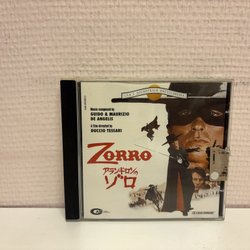 Music composed by
GUIDO & MAURIZIO
DE ANGELIS
A film directed by
DUCCIO TESSARI
ZORRO
アランドロンの
ゾロ